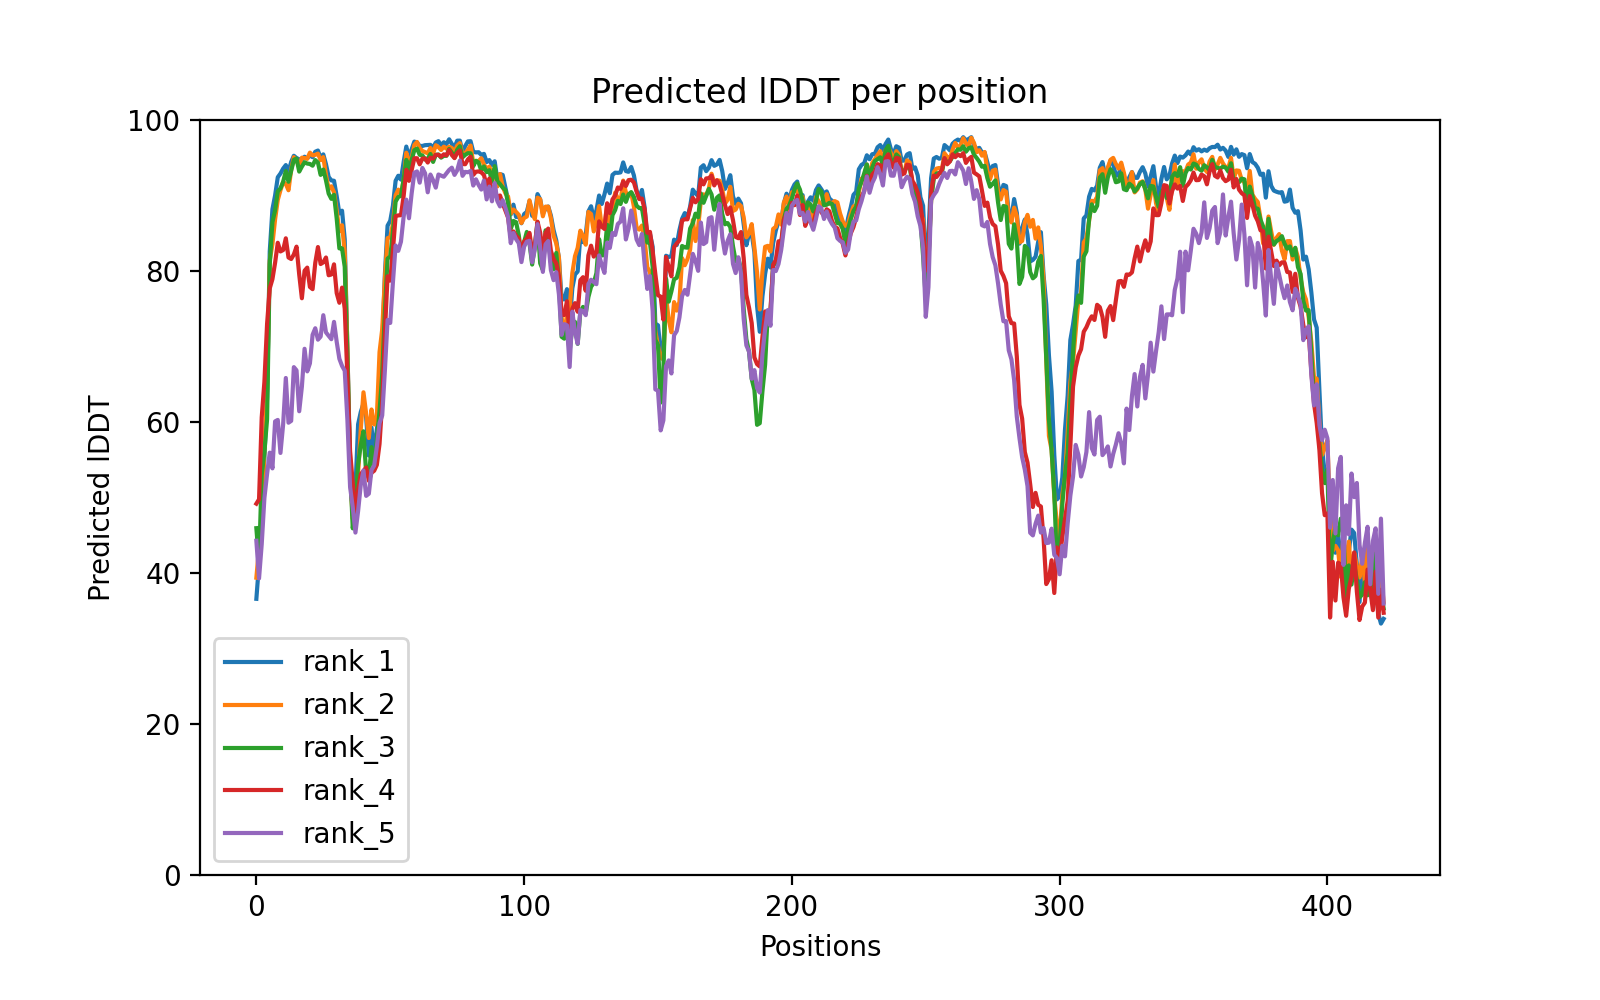 Predicted lDDT per position
100
80
60
40
20
0
Predicted lDDT
rank_1
rank_2
rank_3
rank_4
rank_5
0 100 200 300 400
Positions